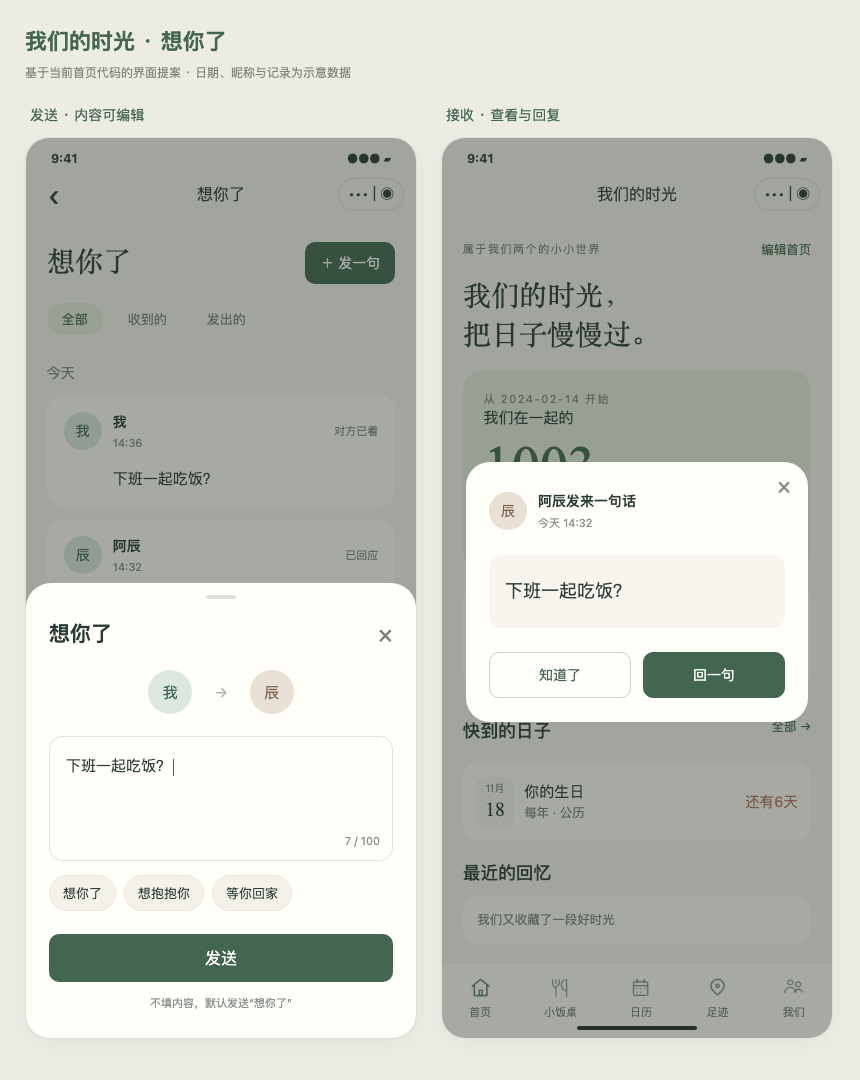 我们的时光 · 想你了
基于当前首页代码的界面提案 · 日期、昵称与记录为示意数据
发送 · 内容可编辑
9:41
想你了
想你了
＋ 发一句
全部
收到的
发出的
今天
我
我
14:36
对方已看
下班一起吃饭？
辰
阿辰
14:32
已回应
想你了
×
我
→
辰
下班一起吃饭？
7 / 100
想你了
想抱抱你
等你回家
发送
不填内容，默认发送“想你了”
接收 · 查看与回复
9:41
我们的时光
属于我们两个的小小世界
编辑首页
我们的时光，
把日子慢慢过。
从 2024-02-14 开始
我们在一起的
1003
×
辰
阿辰发来一句话
今天 14:32
下班一起吃饭？
知道了
回一句
快到的日子
全部 →
11月
18
你的生日
每年 · 公历
还有6天
最近的回忆
我们又收藏了一段好时光
首页
小饭桌
日历
足迹
我们